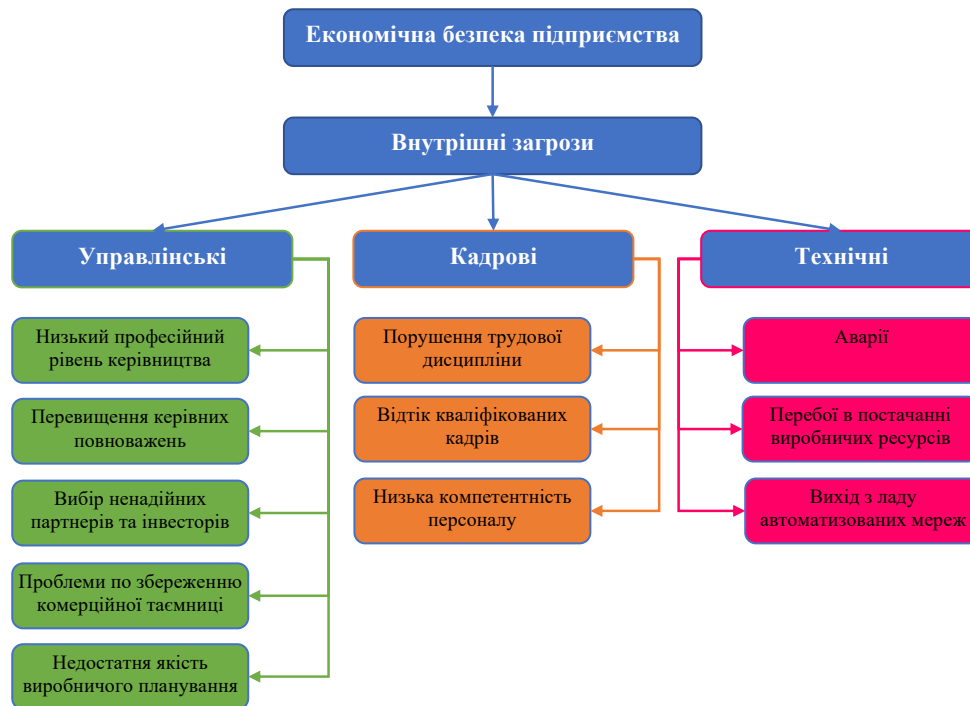 Економічна безпека підприємства
Внутрішні загрози
Управлінські
Кадрові
Технічні
Низький професійний
рівень керівництва
Перевищення керівних
повноважень
Вибір ненадійних
партнерів та інвесторів
Проблеми по збереженню
комерційної таємниці
Недостатня якість
виробничого планування
Порушення трудової
дисципліни
Відтік кваліфікованих
кадрів
Низька компетентність
персоналу
Аварії
Перебої в постачанні
виробничих ресурсів
Вихід з ладу
автоматизованих мереж